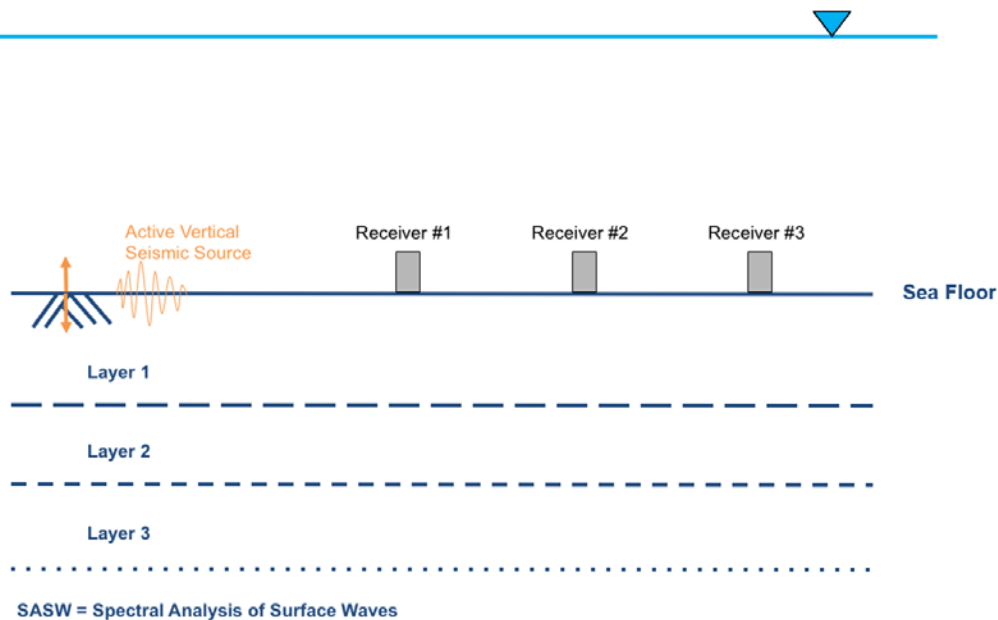 Active Vertical
Seismic Source
Receiver #1
Receiver #2
Receiver #3
Sea Floor
Layer 1
Layer 2
Layer 3
SASW = Spectral Analysis of Surface Waves